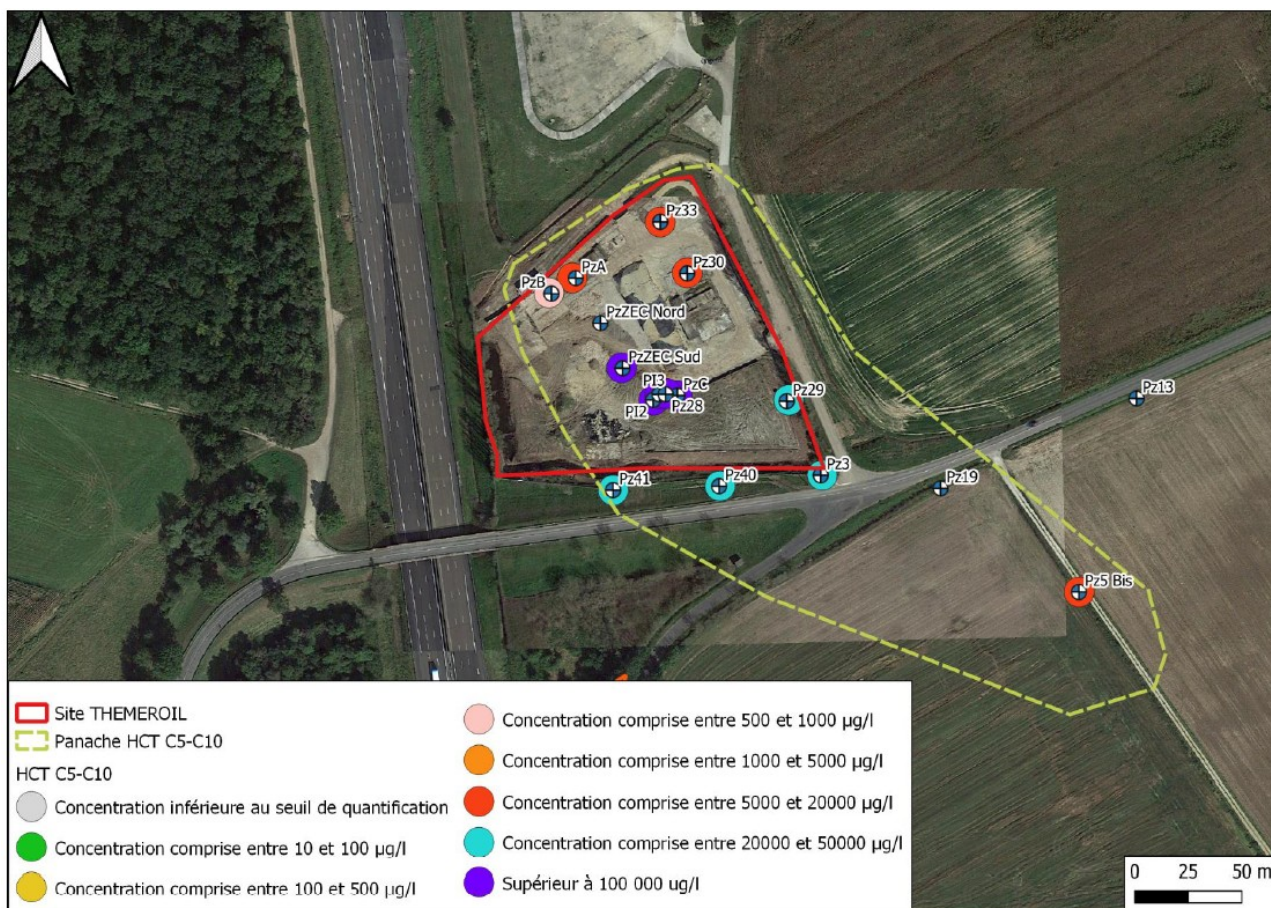 Pz33
PzA
Pz30
PzB
PzZEC Nord
PzZEC Sud
PI3
PzC
PI2
Pz28
Pz29
Pz13
Pz3
Pz41
Pz40
Pz19
Pz5 Bis
Site THEMEROIL
Panache HCT C5-C10
HCT C5-C10
Concentration inférieure au seuil de quantification
Concentration comprise entre 10 et 100 µg/l
Concentration comprise entre 100 et 500 µg/l
Concentration comprise entre 500 et 1000 µg/l
Concentration comprise entre 1000 et 5000 µg/l
Concentration comprise entre 5000 et 20000 µg/l
Concentration comprise entre 20000 et 50000 µg/l
Supérieur à 100 000 ug/l
0 25 50 m